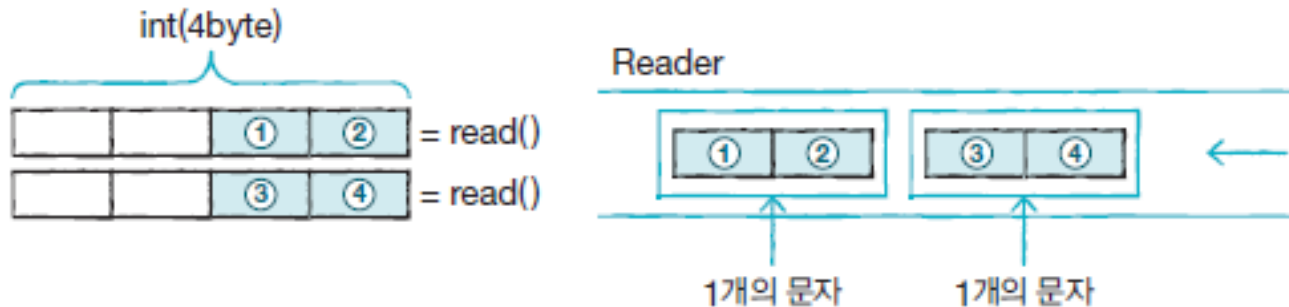 int(4byte)
① ② = read()
③ ④ = read()
Reader
① ② ③ ④
1개의 문자 1개의 문자